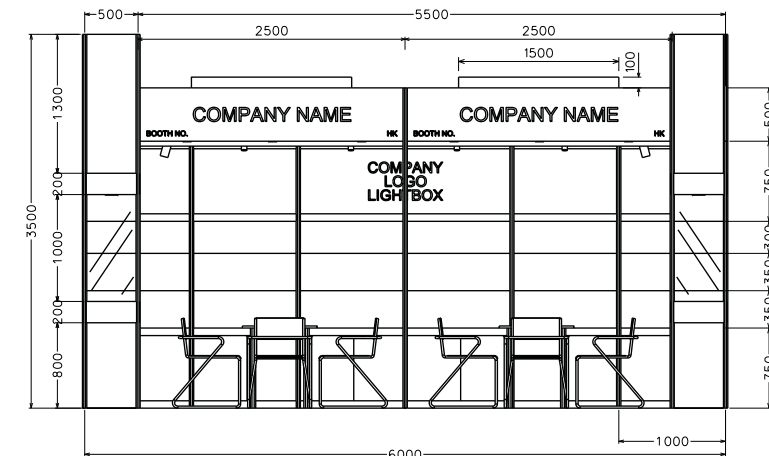 500
5500
2500
2500
1500
100
1300
500
COMPANY NAME
COMPANY NAME
BOOTH NO.
HK
BOOTH NO.
HK
COMPANY
LOGO
LIGHTBOX
200
750
3500
1000
300
350
200
350
800
750
1000
6000